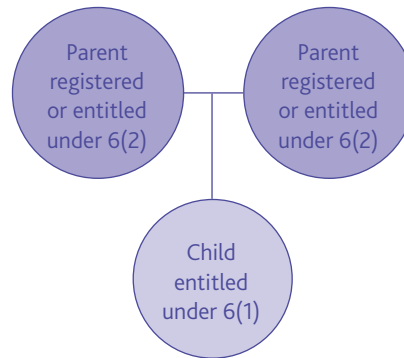 Parent
registered
or entitled
under 6(2)
Parent
registered
or entitled
under 6(2)
Child
entitled
under 6(1)